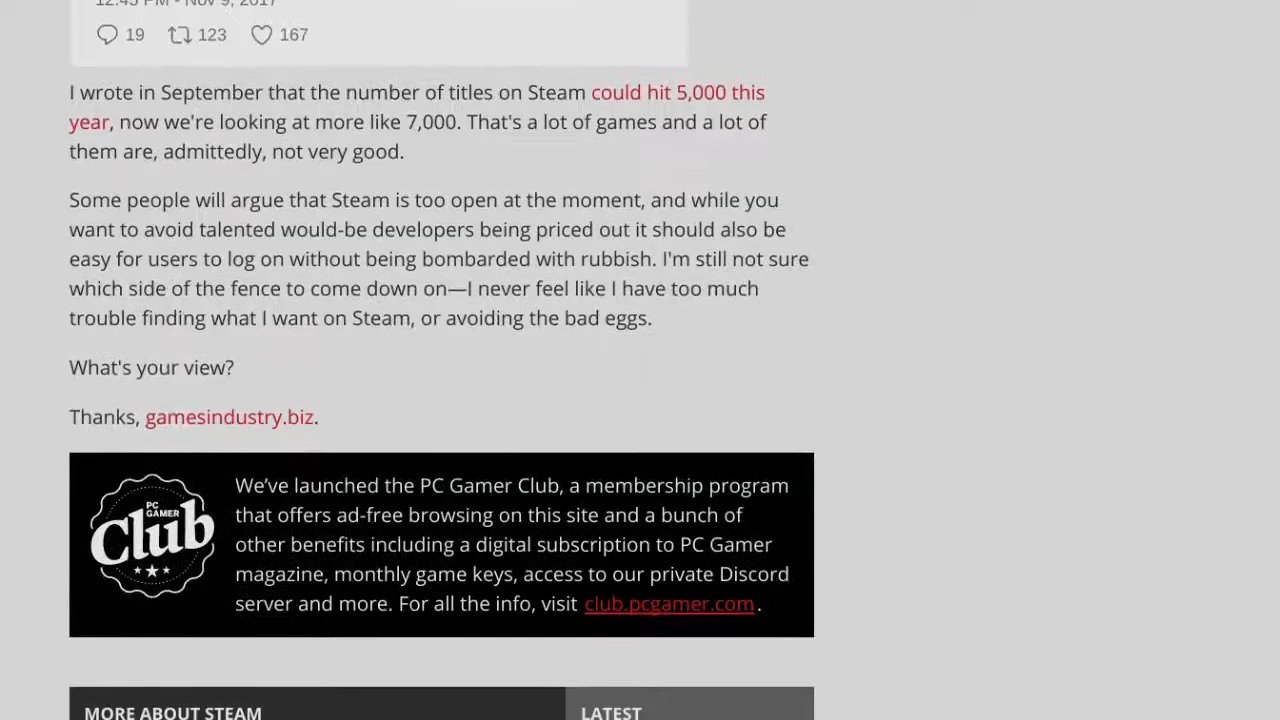 12:45 PM - Nov 9, 2017
19 123 167
I wrote in September that the number of titles on Steam could hit 5,000 this
year, now we're looking at more like 7,000. That's a lot of games and a lot of
them are, admittedly, not very good.
Some people will argue that Steam is too open at the moment, and while you
want to avoid talented would-be developers being priced out it should also be
easy for users to log on without being bombarded with rubbish. I'm still not sure
which side of the fence to come down on—I never feel like I have too much
trouble finding what I want on Steam, or avoiding the bad eggs.
What's your view?
Thanks, gamesindustry.biz.
PC
GAMER
Club
We’ve launched the PC Gamer Club, a membership program
that offers ad-free browsing on this site and a bunch of
other benefits including a digital subscription to PC Gamer
magazine, monthly game keys, access to our private Discord
server and more. For all the info, visit club.pcgamer.com.
MORE ABOUT STEAM
LATEST